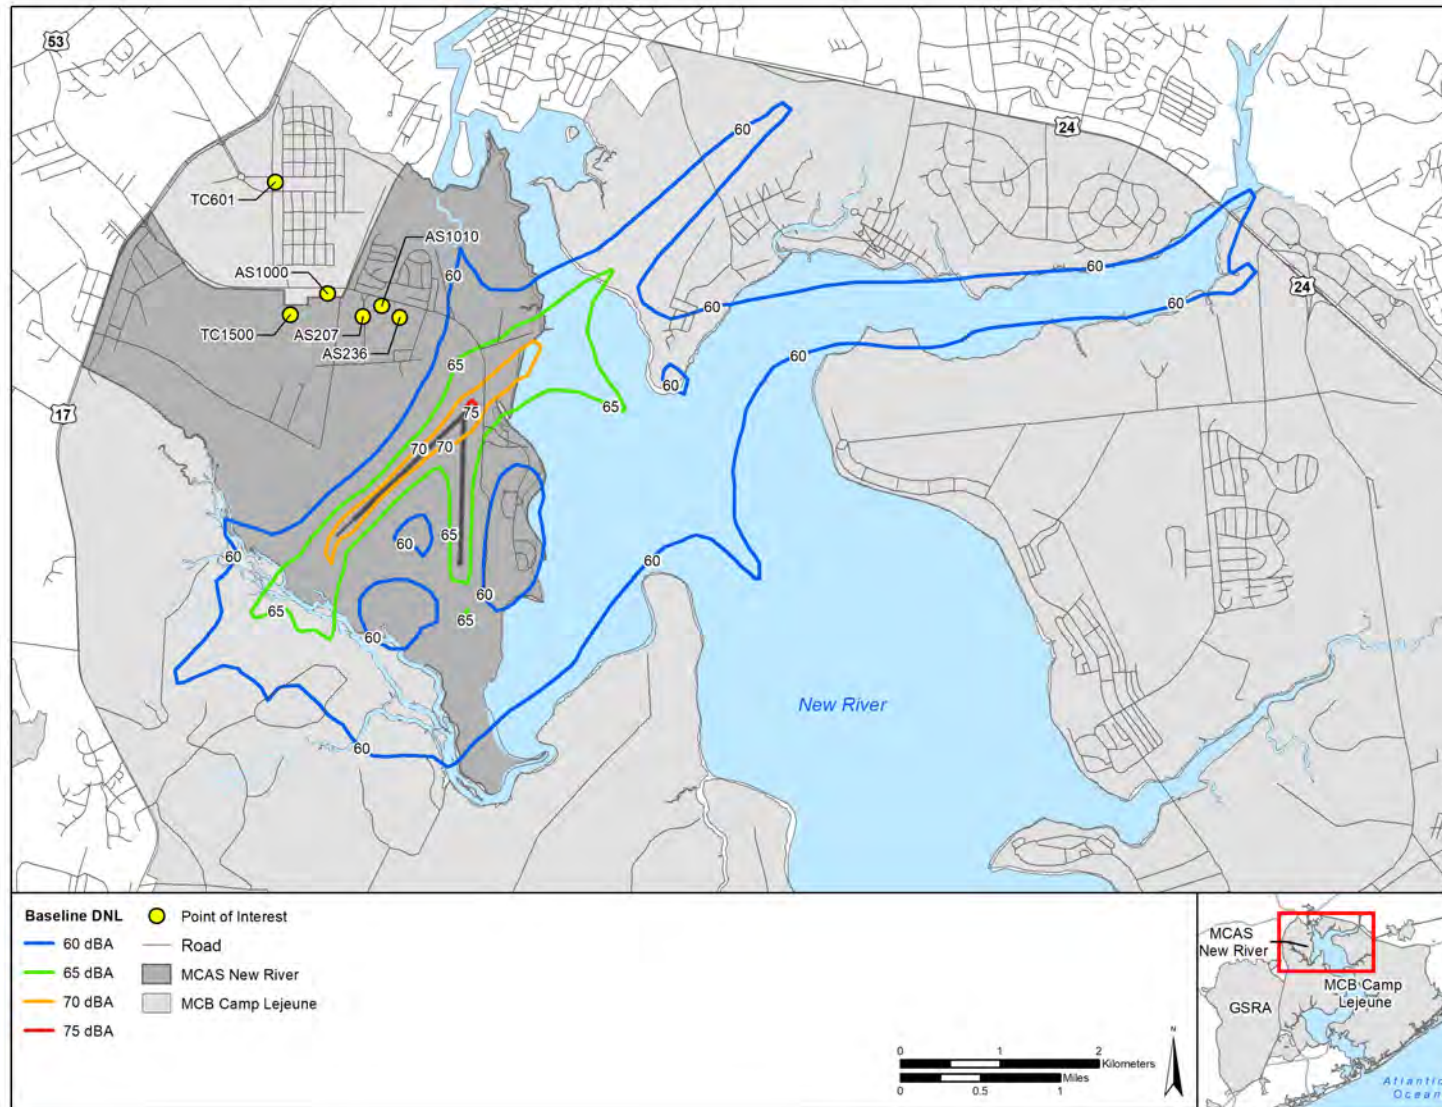 53
60
24
TC601
AS1010
60
AS1000
60
60
24
60
60
TC1500
AS207
AS236
60
65
60
65
75
17
70
70
65
60
60
60
60
65
65
60
New River
60
Baseline DNL
60 dBA
65 dBA
70 dBA
75 dBA
Point of Interest
Road
MCAS New River
MCB Camp Lejeune
0 1 2
Kilometers
Miles
0 0.5 1
N
MCAS
New River
MCB Camp
Lejeune
GSRA
Atlantic
Ocean